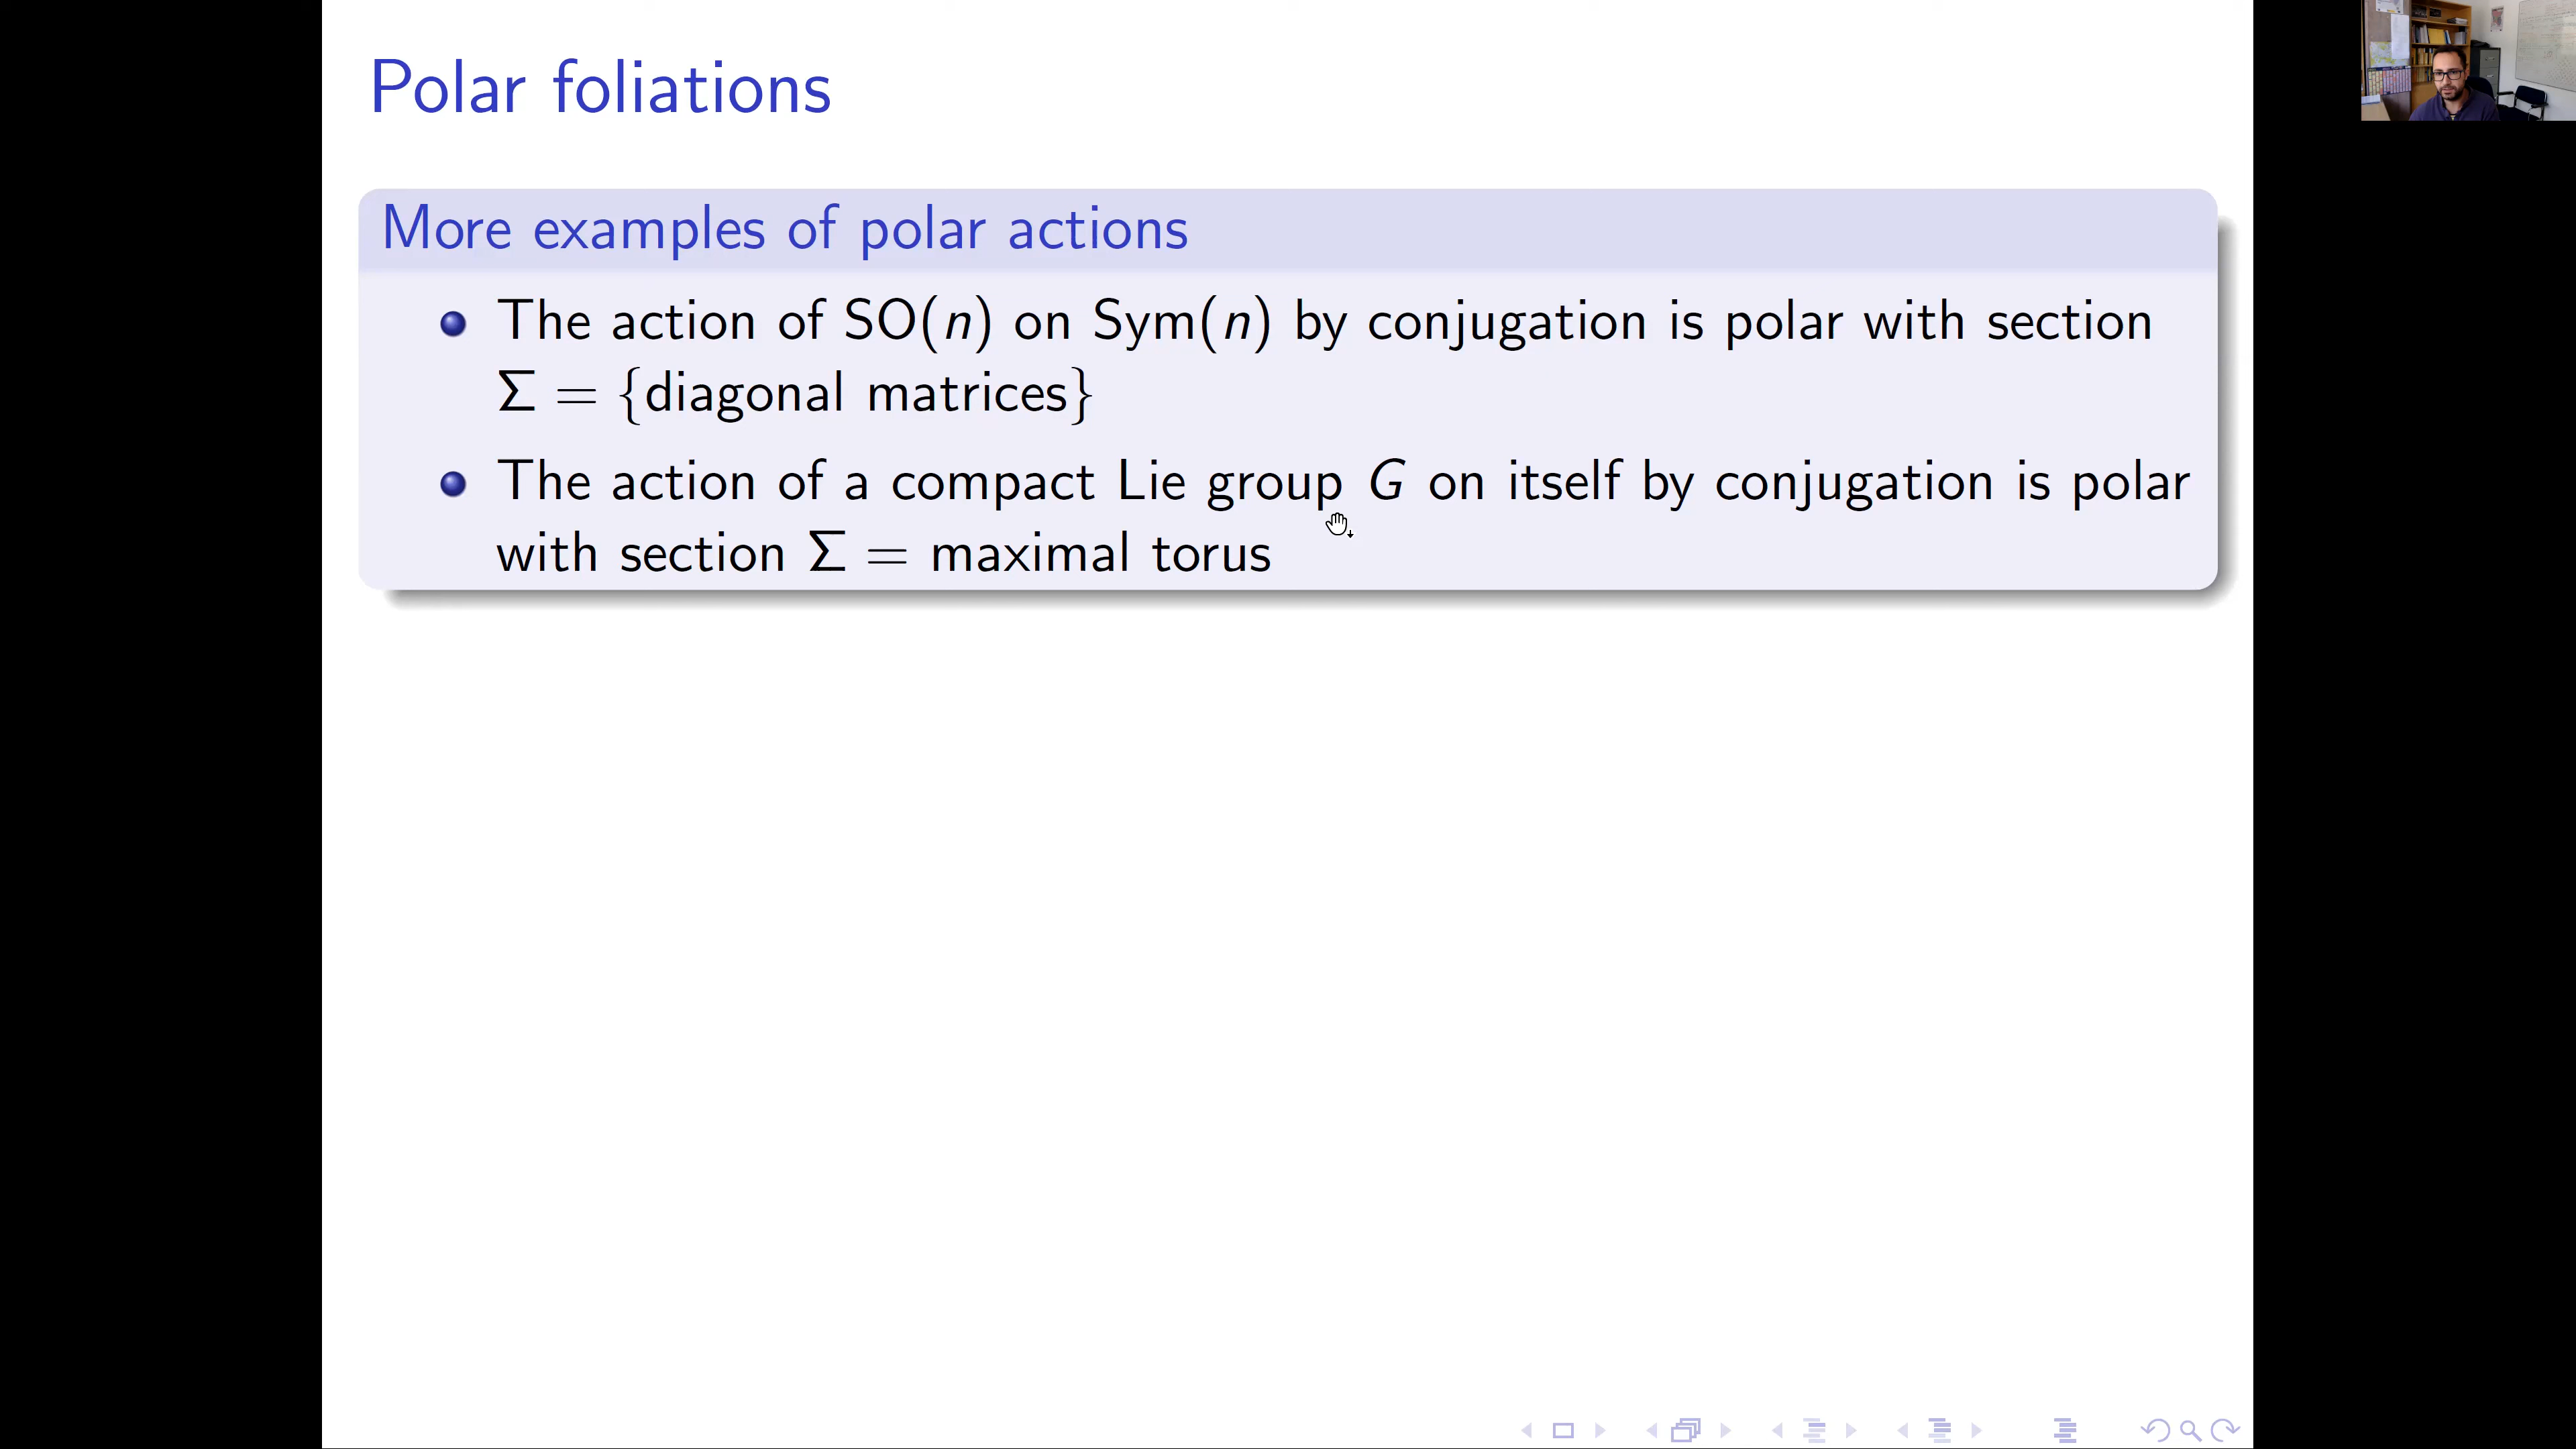 Polar foliations
More examples of polar actions
The action of SO(n) on Sym(n) by conjugation is polar with section
Σ = {diagonal matrices}
The action of a compact Lie group G on itself by conjugation is polar
with section Σ = maximal torus